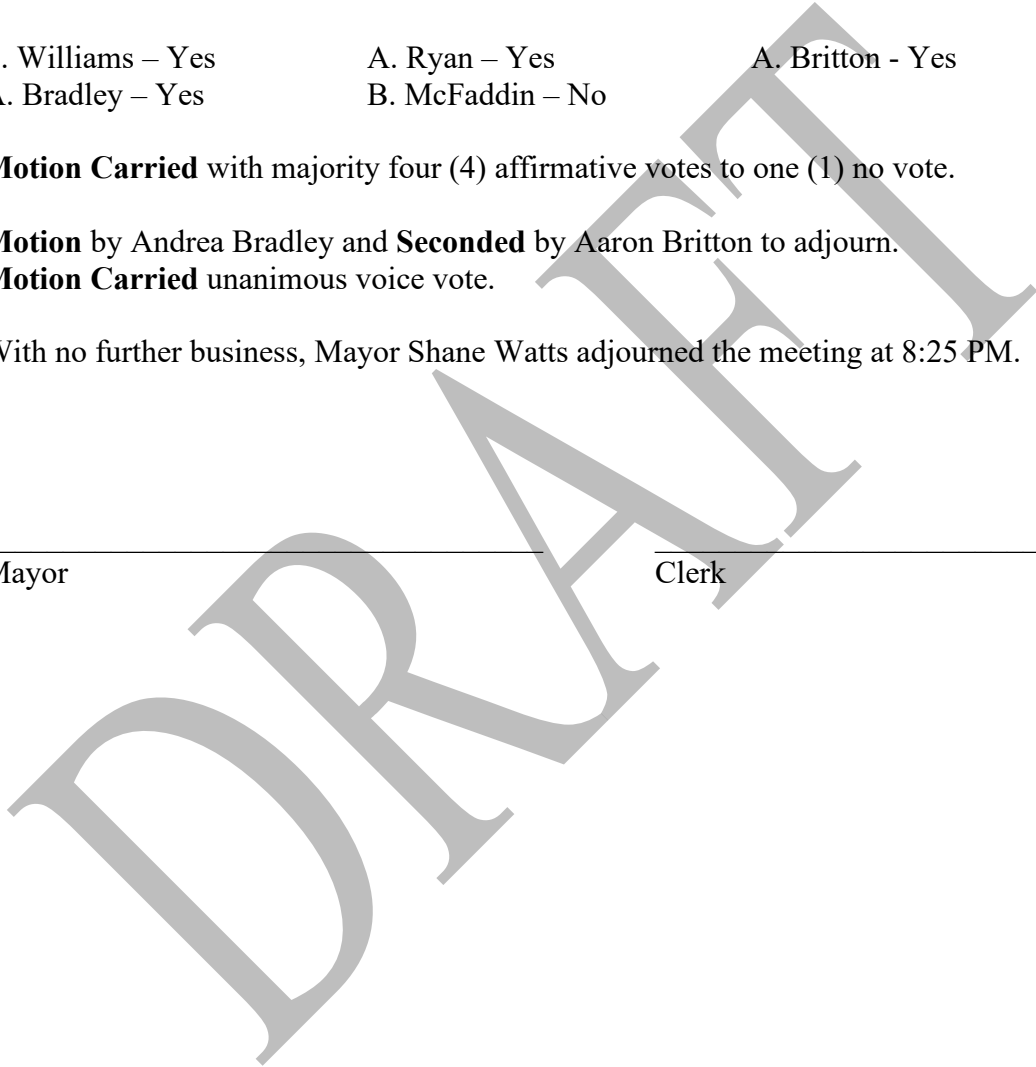 . Williams – Yes A. Ryan – Yes A. Britton - Yes
. Bradley – Yes B. McFaddin – No
Motion Carried with majority four (4) affirmative votes to one (1) no vote.
Motion by Andrea Bradley and Seconded by Aaron Britton to adjourn.
Motion Carried unanimous voice vote.
With no further business, Mayor Shane Watts adjourned the meeting at 8:25 PM.
Mayor Clerk
DRAFT